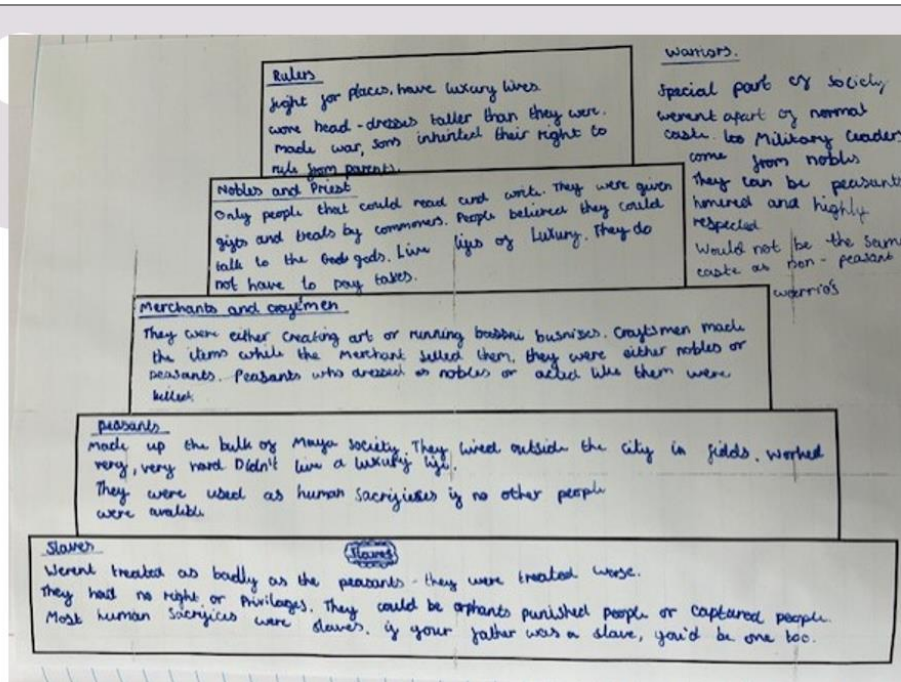 Rulers
fight for places, have luxury lives
wore head-dresses taller than they were.
made war, sons inherited their right to
rule from parents.
Warriors.
Special part of society
werent apart of normal
caste. Military leaders
come from nobles
They can be peasants
honered and highly
respected
Would not be the same
caste as non-peasant
warrio's
Nobles and Priest
Only people that could read and write. They were given
gifts and treats by commoners. People believed they could
talk to the gods. Live lifes of Luxury. They do
not have to pay taxes.
Merchants and craftmen
They were either creating art or running busnises. Craftsmen made
the items while the Merchant selled them, they were either nobles or
peasants. Peasants who dressed as nobles or acted like them were
killed.
peasants
Made up the bulk of Maya society. They lived outside the city in fields. Worked
very, very hard Didn't live a luxury life.
They were used as human sacrifises if no other people
were avalible
Slaves
Slaves
Werent treated as badly as the peasants - they were treated worse.
They had no right or Privilages. They could be orphants punished people or captured people.
Most human Sacrifices were slaves. if your father was a slave, you'd be one too.